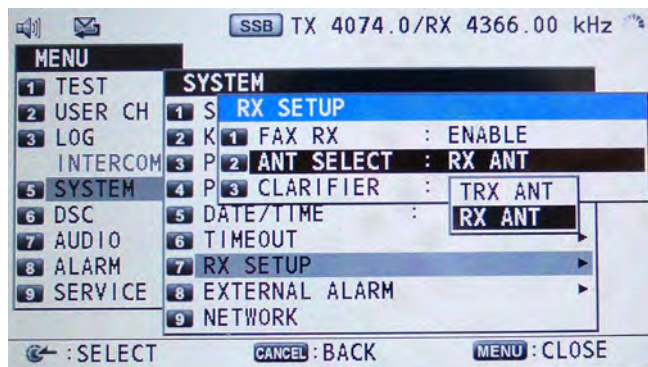 SSB TX 4074.0/RX 4366.00 kHz
MENU
1 TEST
2 USER CH
3 LOG
INTERCOM
5 SYSTEM
6 DSC
7 AUDIO
8 ALARM
9 SERVICE
SYSTEM
1 S
2 K
3 P
4 P
5 DATE/TIME :
6 TIMEOUT
7 RX SETUP
8 EXTERNAL ALARM
9 NETWORK
RX SETUP
1 FAX RX : ENABLE
2 ANT SELECT : RX ANT
3 CLARIFIER :
TRX ANT
RX ANT
:SELECT CANCEL:BACK MENU:CLOSE